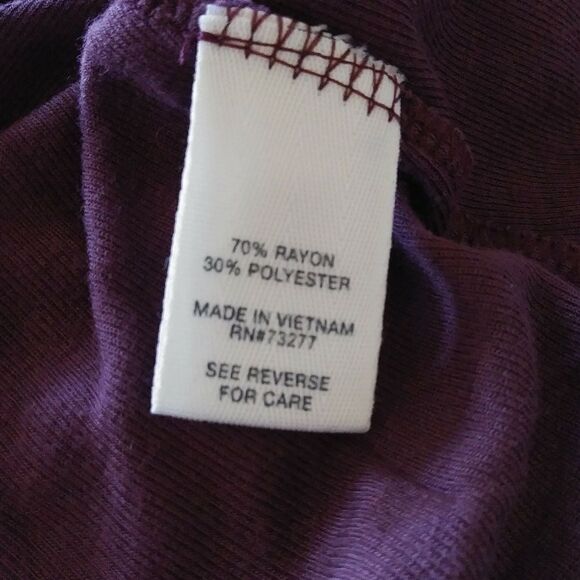 70% RAYON
30% POLYESTER
MADE IN VIETNAM
RN#73277
SEE REVERSE
FOR CARE